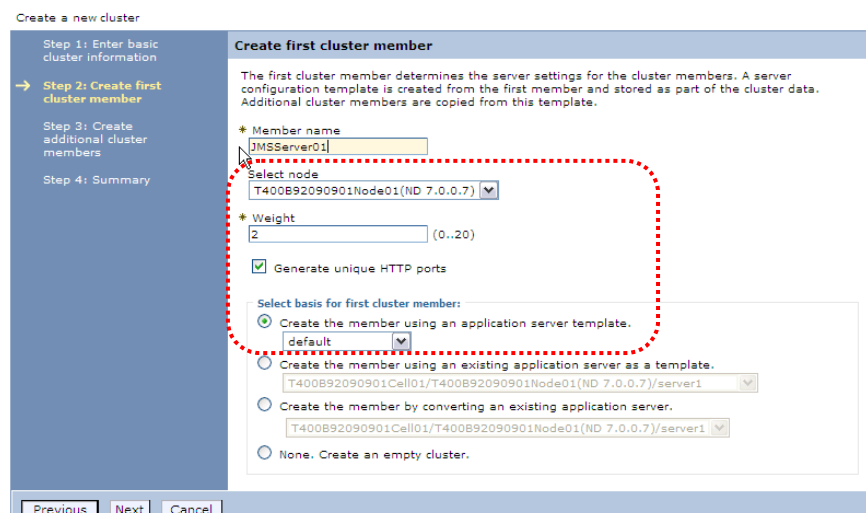 Create a new cluster
Step 1: Enter basic
cluster information
Step 2: Create first
cluster member
Step 3: Create
additional cluster
members
Step 4: Summary
Create first cluster member
The first cluster member determines the server settings for the cluster members. A server
configuration template is created from the first member and stored as part of the cluster data.
Additional cluster members are copied from this template.
* Member name
JMSServer01
Select node
T400B92090901Node01(ND 7.0.0.7)
* Weight
2 (0..20)
Generate unique HTTP ports
Select basis for first cluster member:
Create the member using an application server template.
default
Create the member using an existing application server as a template.
T400B92090901Cell01/T400B92090901Node01(ND 7.0.0.7)/server1
Create the member by converting an existing application server.
T400B92090901Cell01/T400B92090901Node01(ND 7.0.0.7)/server1
None. Create an empty cluster.
Previous Next Cancel